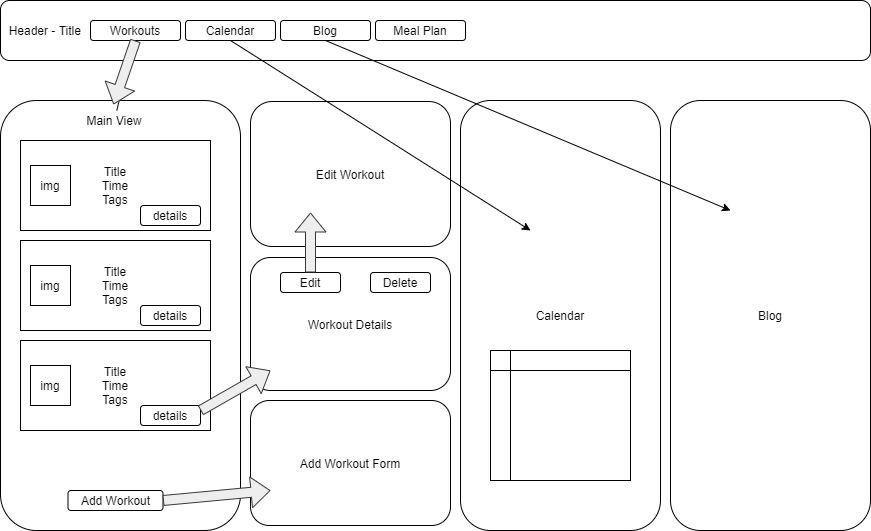 Header - Title
Workouts
Calendar
Blog
Meal Plan
Main View
img
Title
Time
Tags
details
img
Title
Time
Tags
details
img
Title
Time
Tags
details
Add Workout
Edit Workout
Edit
Delete
Workout Details
Add Workout Form
Calendar
Blog